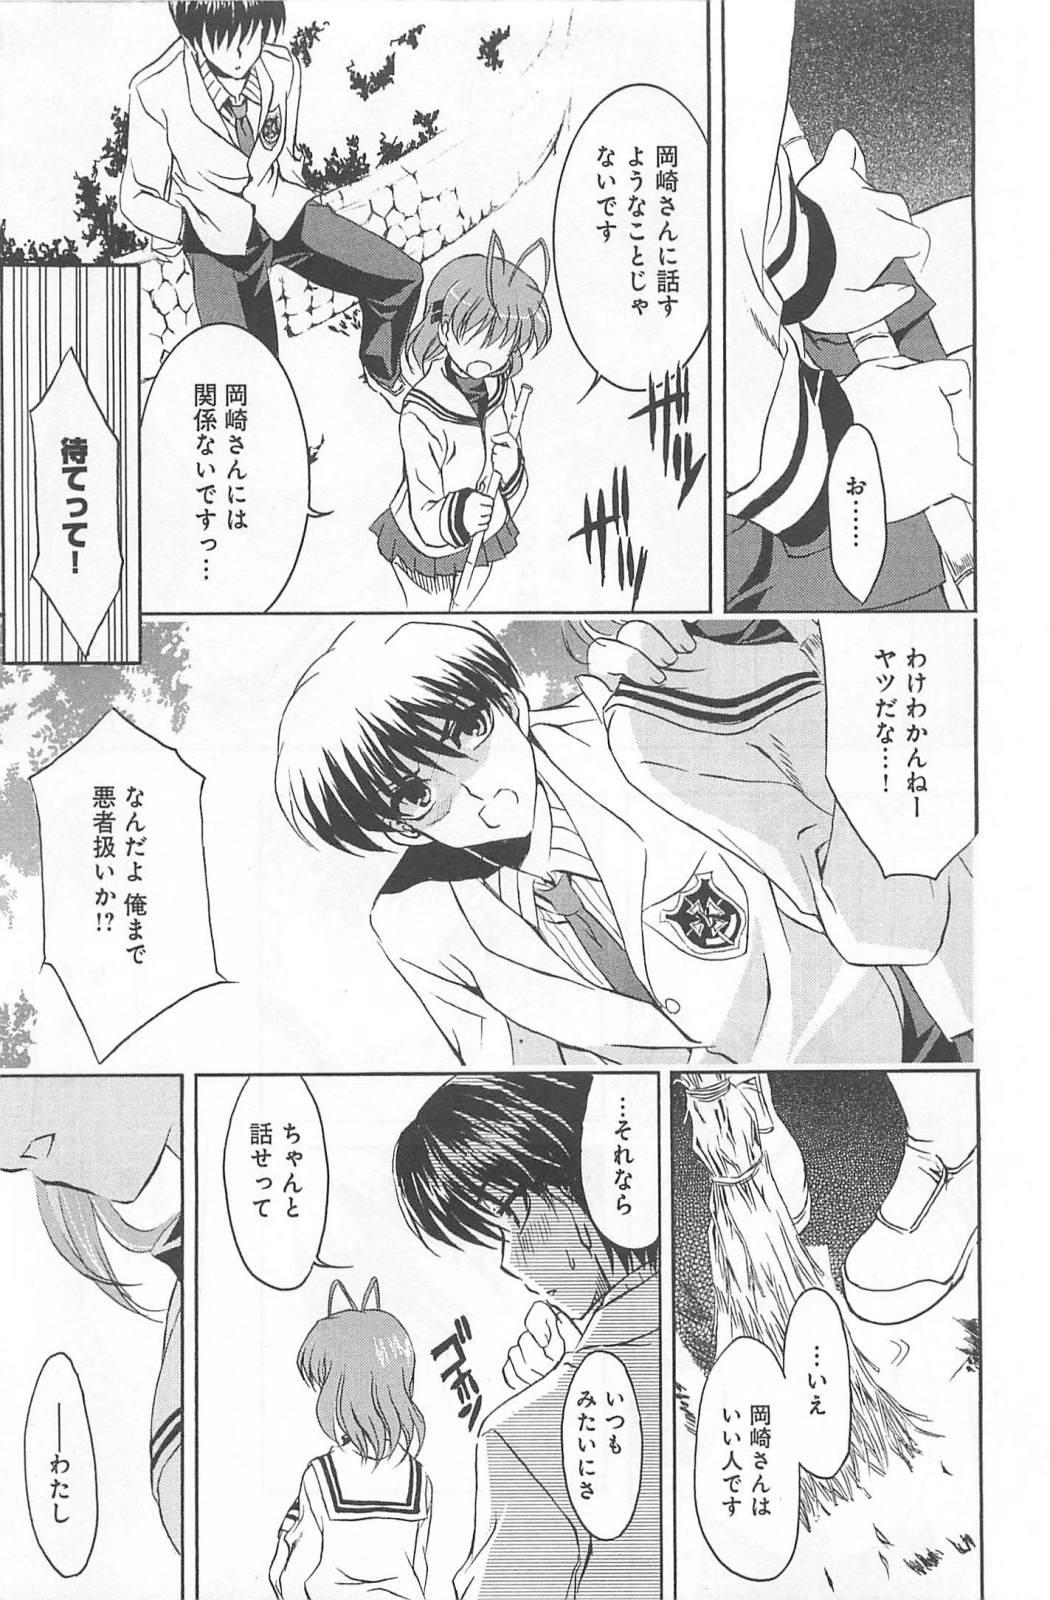 お……
岡崎さんに話す
ようなことじゃ
ないです
岡崎さんには
関係ないですっ…
待てって！
わけわかんねー
ヤツだな…！
なんだよ 俺まで
悪者扱いか!?
…いえ
岡崎さんは
いい人です
…それなら
いつも
みたいにさ
ゴホン
ちゃんと
話せって
──わたし